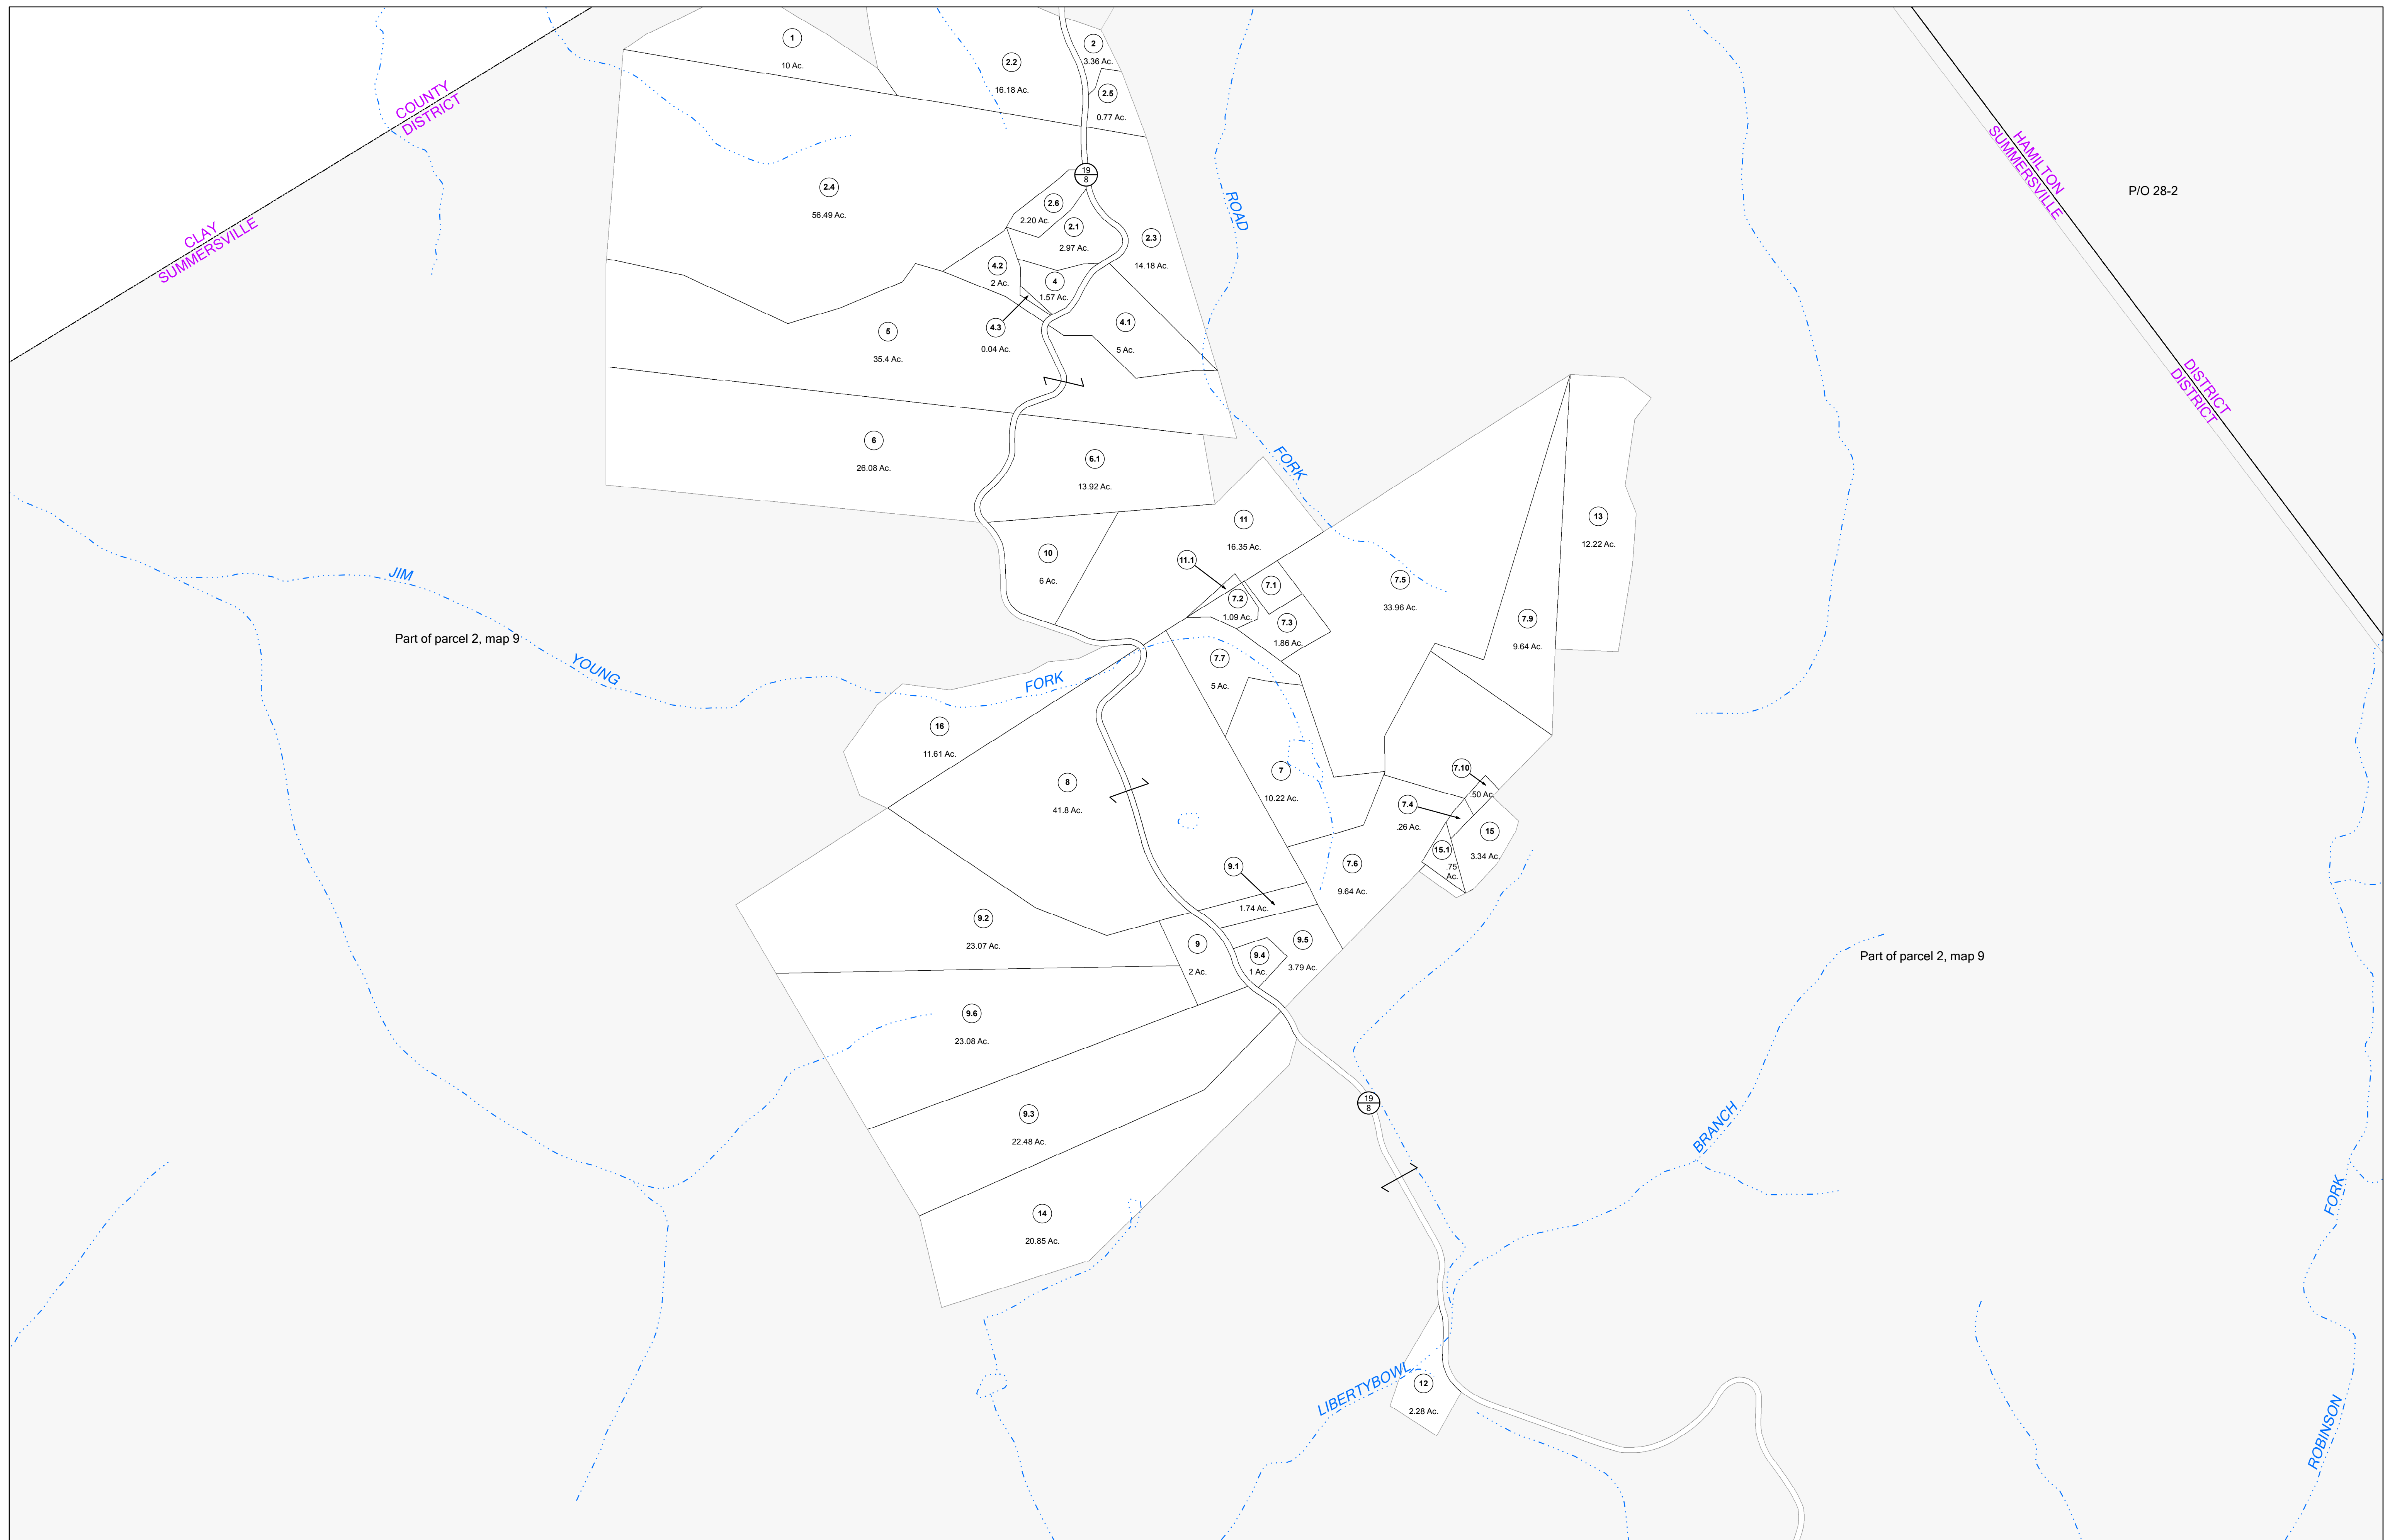 1
10 Ac.
2.2
16.18 Ac.
2
3.36 Ac.
2.5
0.77 Ac.
COUNTY
DISTRICT
CLAY
SUMMERSVILLE
HAMILTON
SUMMERSVILLE
P/O 28-2
DISTRICT
DISTRICT
19
8
2.4
56.49 Ac.
2.6
2.20 Ac.
2.1
2.97 Ac.
2.3
14.18 Ac.
ROAD
4.2
2 Ac.
4
1.57 Ac.
4.3
0.04 Ac.
4.1
5 Ac.
5
35.4 Ac.
6
26.08 Ac.
6.1
13.92 Ac.
FORK
11
16.35 Ac.
13
12.22 Ac.
10
6 Ac.
11.1
7.1
7.2
1.09 Ac.
7.3
1.86 Ac.
7.5
33.96 Ac.
7.9
9.64 Ac.
JIM
Part of parcel 2, map 9
YOUNG
FORK
7.7
5 Ac.
16
11.61 Ac.
8
41.8 Ac.
7
10.22 Ac.
7.10
.50 Ac.
7.4
.26 Ac.
15
3.34 Ac.
15.1
.75
Ac.
7.6
9.64 Ac.
9.1
1.74 Ac.
9.2
23.07 Ac.
9
2 Ac.
9.4
1 Ac.
9.5
3.79 Ac.
Part of parcel 2, map 9
9.6
23.08 Ac.
9.3
22.48 Ac.
19
8
BRANCH
14
20.85 Ac.
FORK
LIBERTYBOWL
12
2.28 Ac.
ROBINSON